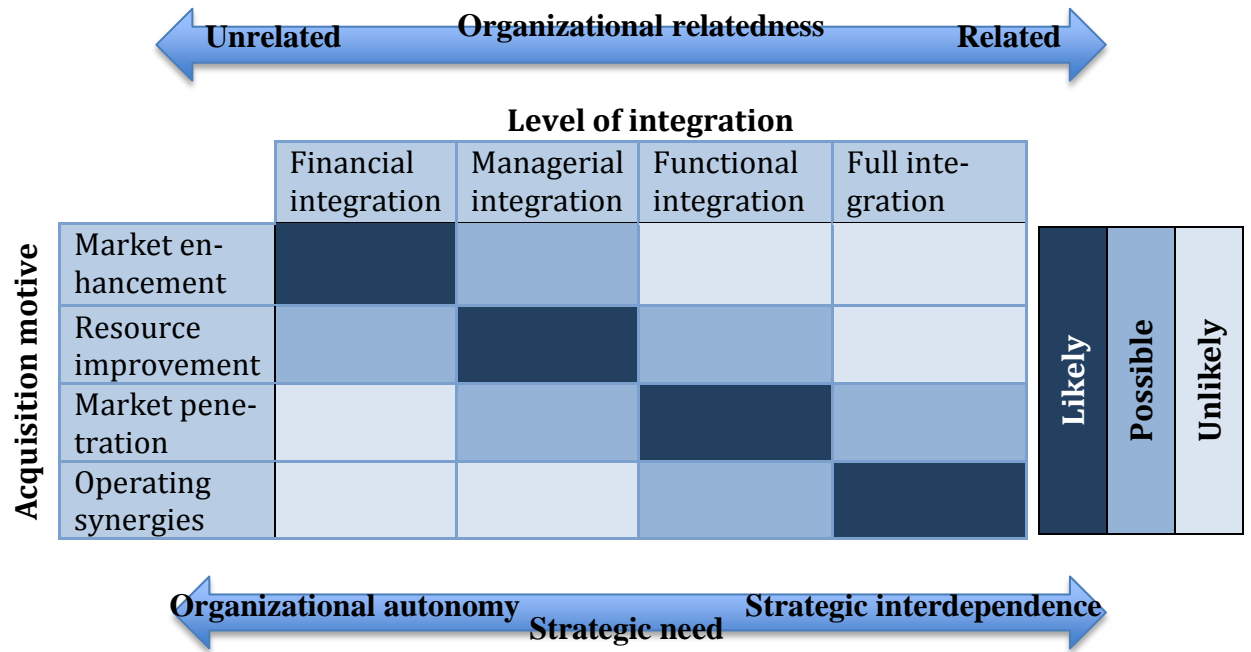 Organizational relatedness
Unrelated
Related
Level of integration
Financial
integration
Managerial
integration
Functional
integration
Full inte-
gration
Acquisition motive
Market en-
hancement
Resource
improvement
Market pene-
tration
Operating
synergies
Likely
Possible
Unlikely
Organizational autonomy
Strategic interdependence
Strategic need